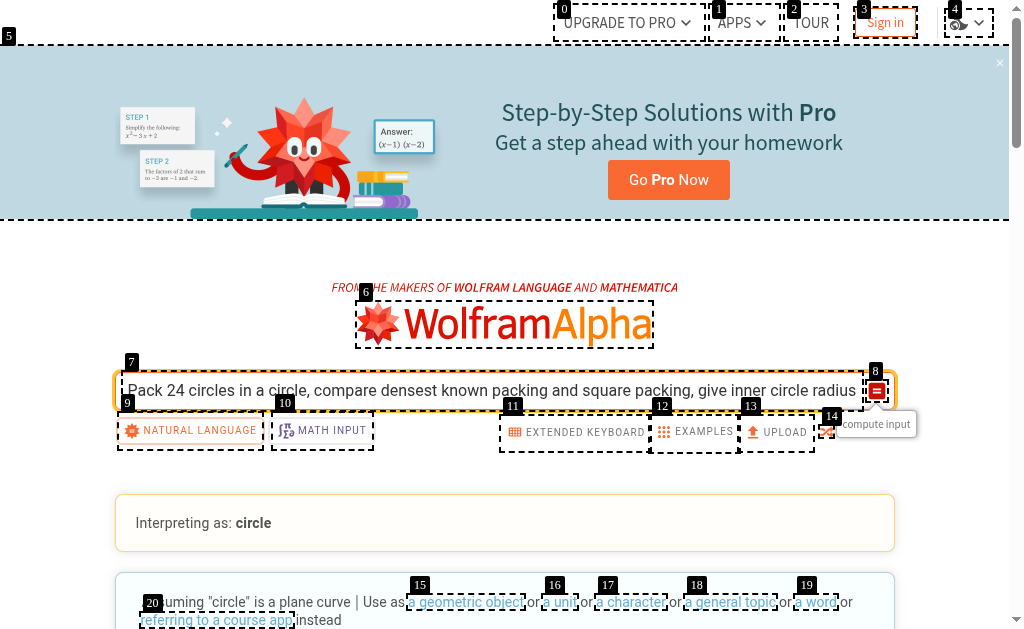 0 1 2 3 4
UPGRADE TO PRO APPS TOUR Sign in
5
×
Step-by-Step Solutions with Pro
Get a step ahead with your homework
Go Pro Now
STEP 1
Simplify the following:
x²−3x+2
STEP 2
The factors of 2 that sum
to −3 are −1 and −2.
Answer:
(x−1) (x−2)
6
FROM THE MAKERS OF WOLFRAM LANGUAGE AND MATHEMATICA
WolframAlpha
7 8
Pack 24 circles in a circle, compare densest known packing and square packing, give inner circle radius
9 10 11 12 13 14
NATURAL LANGUAGE MATH INPUT EXTENDED KEYBOARD EXAMPLES UPLOAD
compute input
Interpreting as: circle
15 16 17 18 19
Assuming "circle" is a plane curve | Use as a geometric object or a unit or a character or a general topic or a word or
20
referring to a course app instead